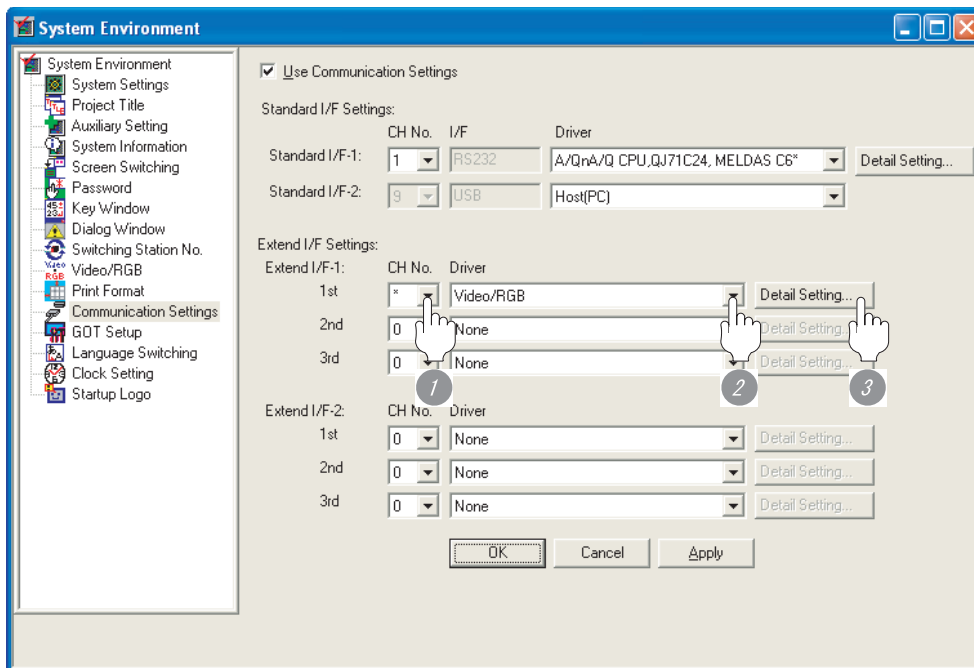 System Environment
System Environment
System Settings
Project Title
Auxiliary Setting
System Information
Screen Switching
Password
Key Window
Dialog Window
Switching Station No.
Video/RGB
Print Format
Communication Settings
GOT Setup
Language Switching
Clock Setting
Startup Logo
Use Communication Settings
Standard I/F Settings:
CH No. I/F Driver
Standard I/F-1: 1 RS232 A/QnA/Q CPU,QJ71C24, MELDAS C6* Detail Setting...
Standard I/F-2: 9 USB Host(PC)
Extend I/F Settings:
Extend I/F-1: CH No. Driver
1st * Video/RGB Detail Setting...
2nd 0 None Detail Setting...
3rd 0 None Detail Setting...
1 2 3
Extend I/F-2: CH No. Driver
1st 0 None Detail Setting...
2nd 0 None Detail Setting...
3rd 0 None Detail Setting...
OK Cancel Apply